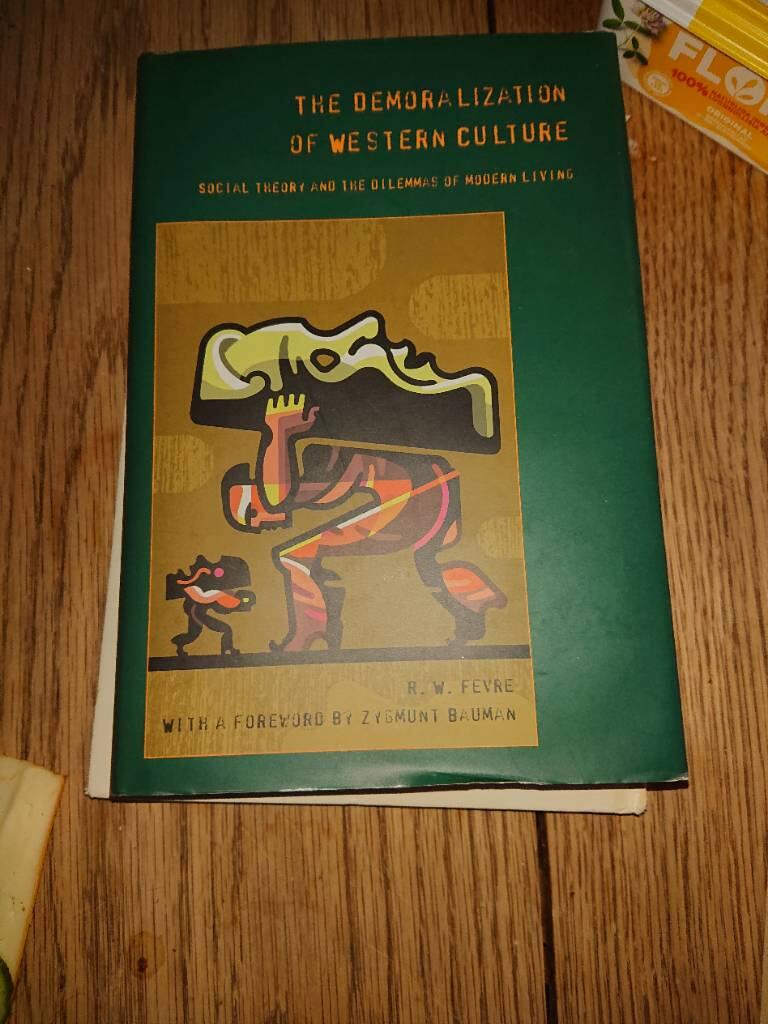 THE DEMORALIZATION
OF WESTERN CULTURE
SOCIAL THEORY AND THE DILEMMAS OF MODERN LIVING
R. W. FEVRE
WITH A FOREWORD BY ZYGMUNT BAUMAN
100%
ORIGINAL